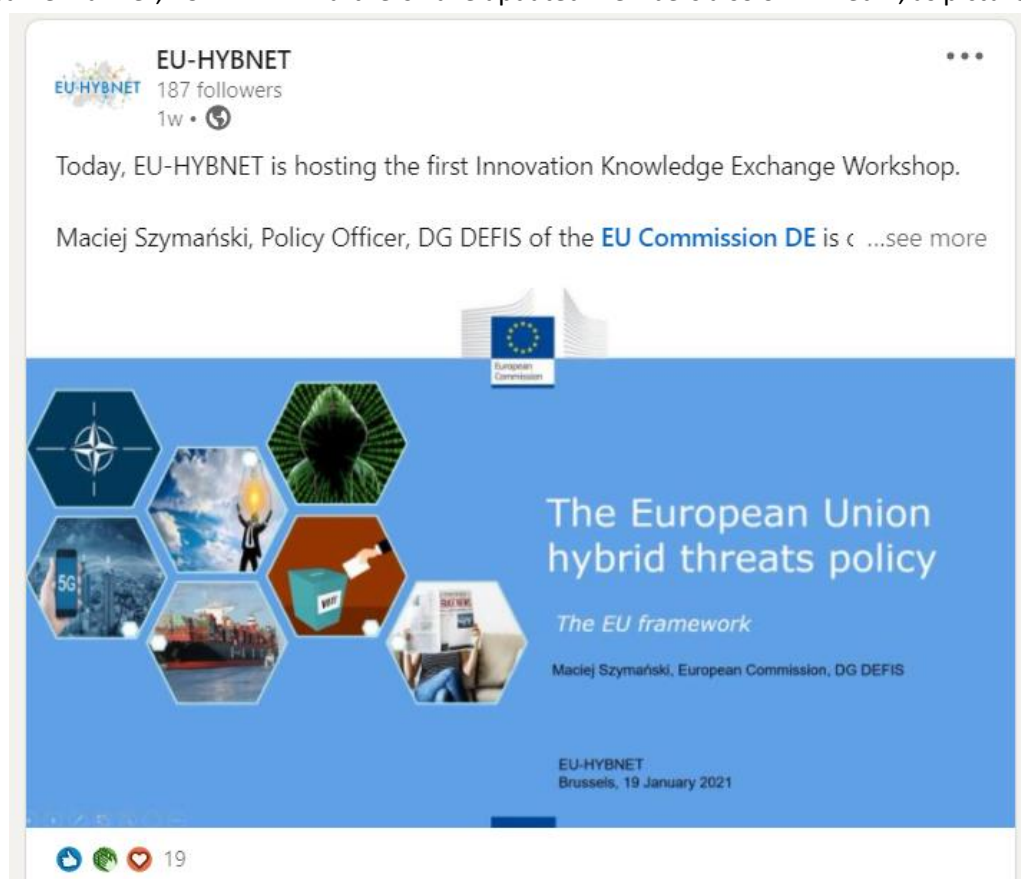 EU-HYBNET
EU-HYBNET
187 followers
1w •
Today, EU-HYBNET is hosting the first Innovation Knowledge Exchange Workshop.
Maciej Szymański, Policy Officer, DG DEFIS of the EU Commission DE is c ...see more
European
Commission
The European Union
hybrid threats policy
The EU framework
Maciej Szymański, European Commission, DG DEFIS
EU-HYBNET
Brussels, 19 January 2021
5G
VOTE
FAKE NEWS
19